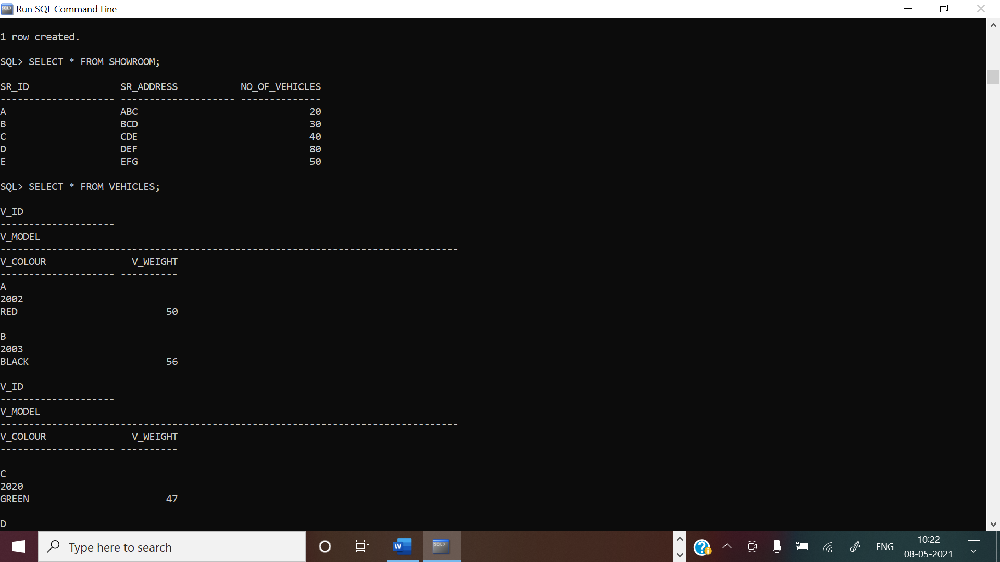 Run SQL Command Line
1 row created.
SQL> SELECT * FROM SHOWROOM;
SR_ID                SR_ADDRESS           NO_OF_VEHICLES
-------------------- -------------------- --------------
A                    ABC                              20
B                    BCD                              30
C                    CDE                              40
D                    DEF                              80
E                    EFG                              50
SQL> SELECT * FROM VEHICLES;
V_ID
--------------------
V_MODEL
--------------------------------------------------------------------------------
V_COLOUR               V_WEIGHT
-------------------- ----------
A
2002
RED                          50
B
2003
BLACK                        56
V_ID
--------------------
V_MODEL
--------------------------------------------------------------------------------
V_COLOUR               V_WEIGHT
-------------------- ----------
C
2020
GREEN                        47
D
Type here to search
W
SQL>
ENG
10:22
08-05-2021